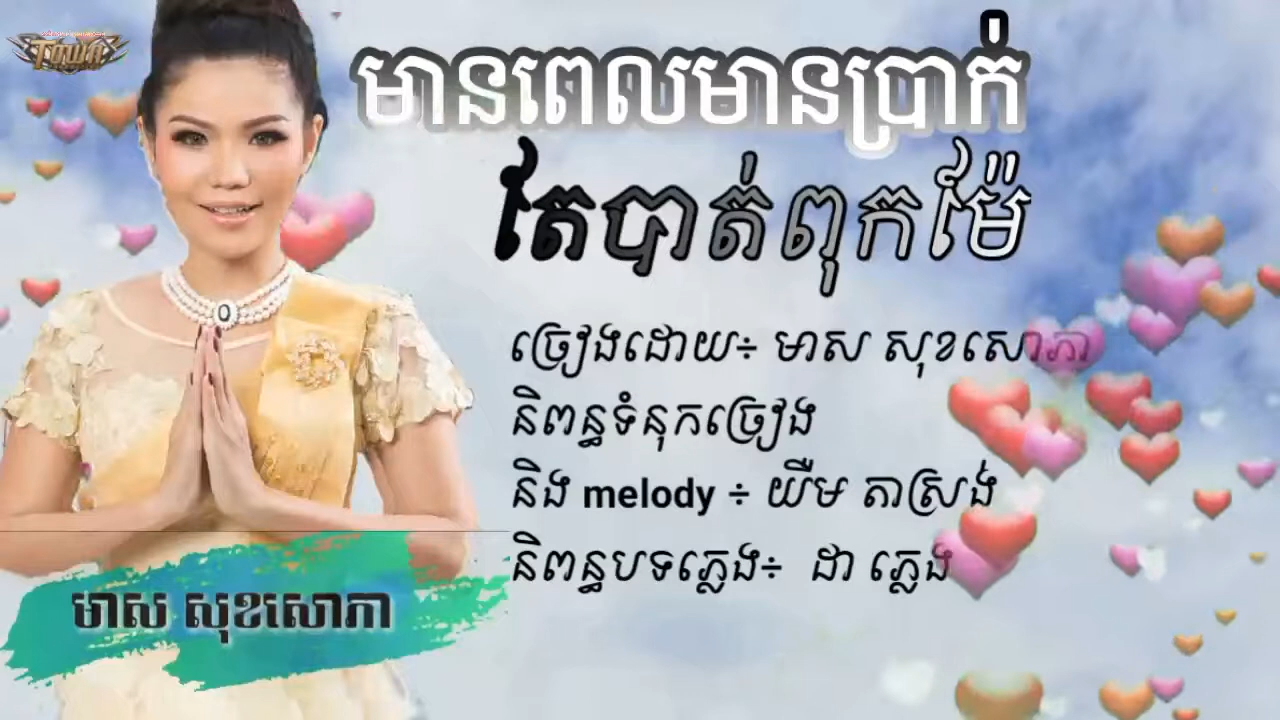 TOWA
មានពេលមានប្រាក់
តែបាត់ពុកម៉ែ
ច្រៀងដោយ÷ មាស សុខសោភា
និពន្ធទំនុកច្រៀង
និង melody ÷ យឺម តាស្រង់
និពន្ធបទភ្លេង÷ ដា ភ្លេង
មាស សុខសោភា